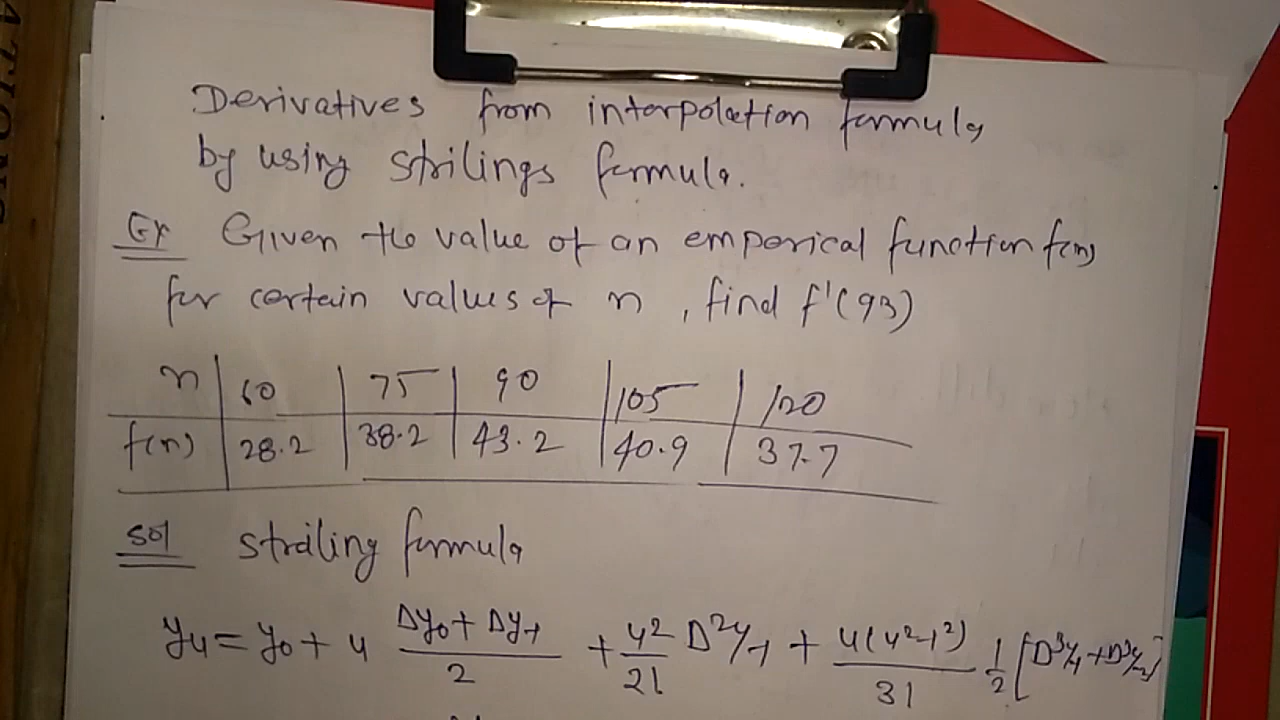 Derivatives from interpolation formula
by using strilings formula.
Ex Given the value of an emperical function f(n)
for certain values of n, find f'(93)
n | 60 | 75 | 90 | 105 | 120
f(n) | 28.2 | 38.2 | 43.2 | 40.9 | 37.7
Sol Striling formula
yu = y0 + u (Δy0 + Δy-1)/2 + u²/2! Δ²y-1 + u(u²-1²)/3! 1/2 [Δ³y-1 + Δ³y-2]